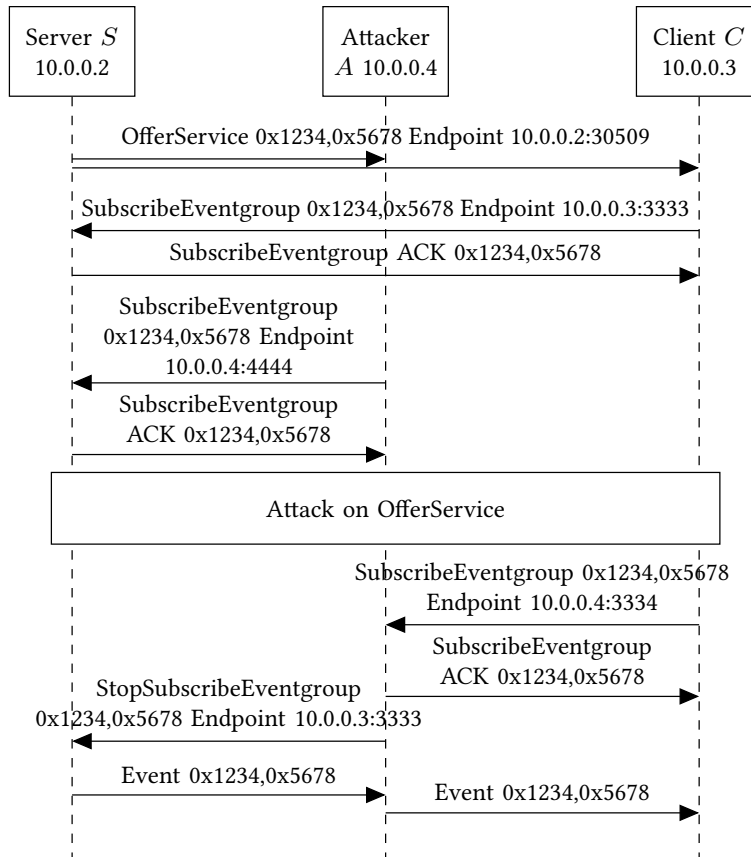 Server S
10.0.0.2
Attacker
A 10.0.0.4
Client C
10.0.0.3
OfferService 0x1234,0x5678 Endpoint 10.0.0.2:30509
SubscribeEventgroup 0x1234,0x5678 Endpoint 10.0.0.3:3333
SubscribeEventgroup ACK 0x1234,0x5678
SubscribeEventgroup
0x1234,0x5678 Endpoint
10.0.0.4:4444
SubscribeEventgroup
ACK 0x1234,0x5678
Attack on OfferService
SubscribeEventgroup 0x1234,0x5678
Endpoint 10.0.0.4:3334
SubscribeEventgroup
ACK 0x1234,0x5678
StopSubscribeEventgroup
0x1234,0x5678 Endpoint 10.0.0.3:3333
Event 0x1234,0x5678
Event 0x1234,0x5678